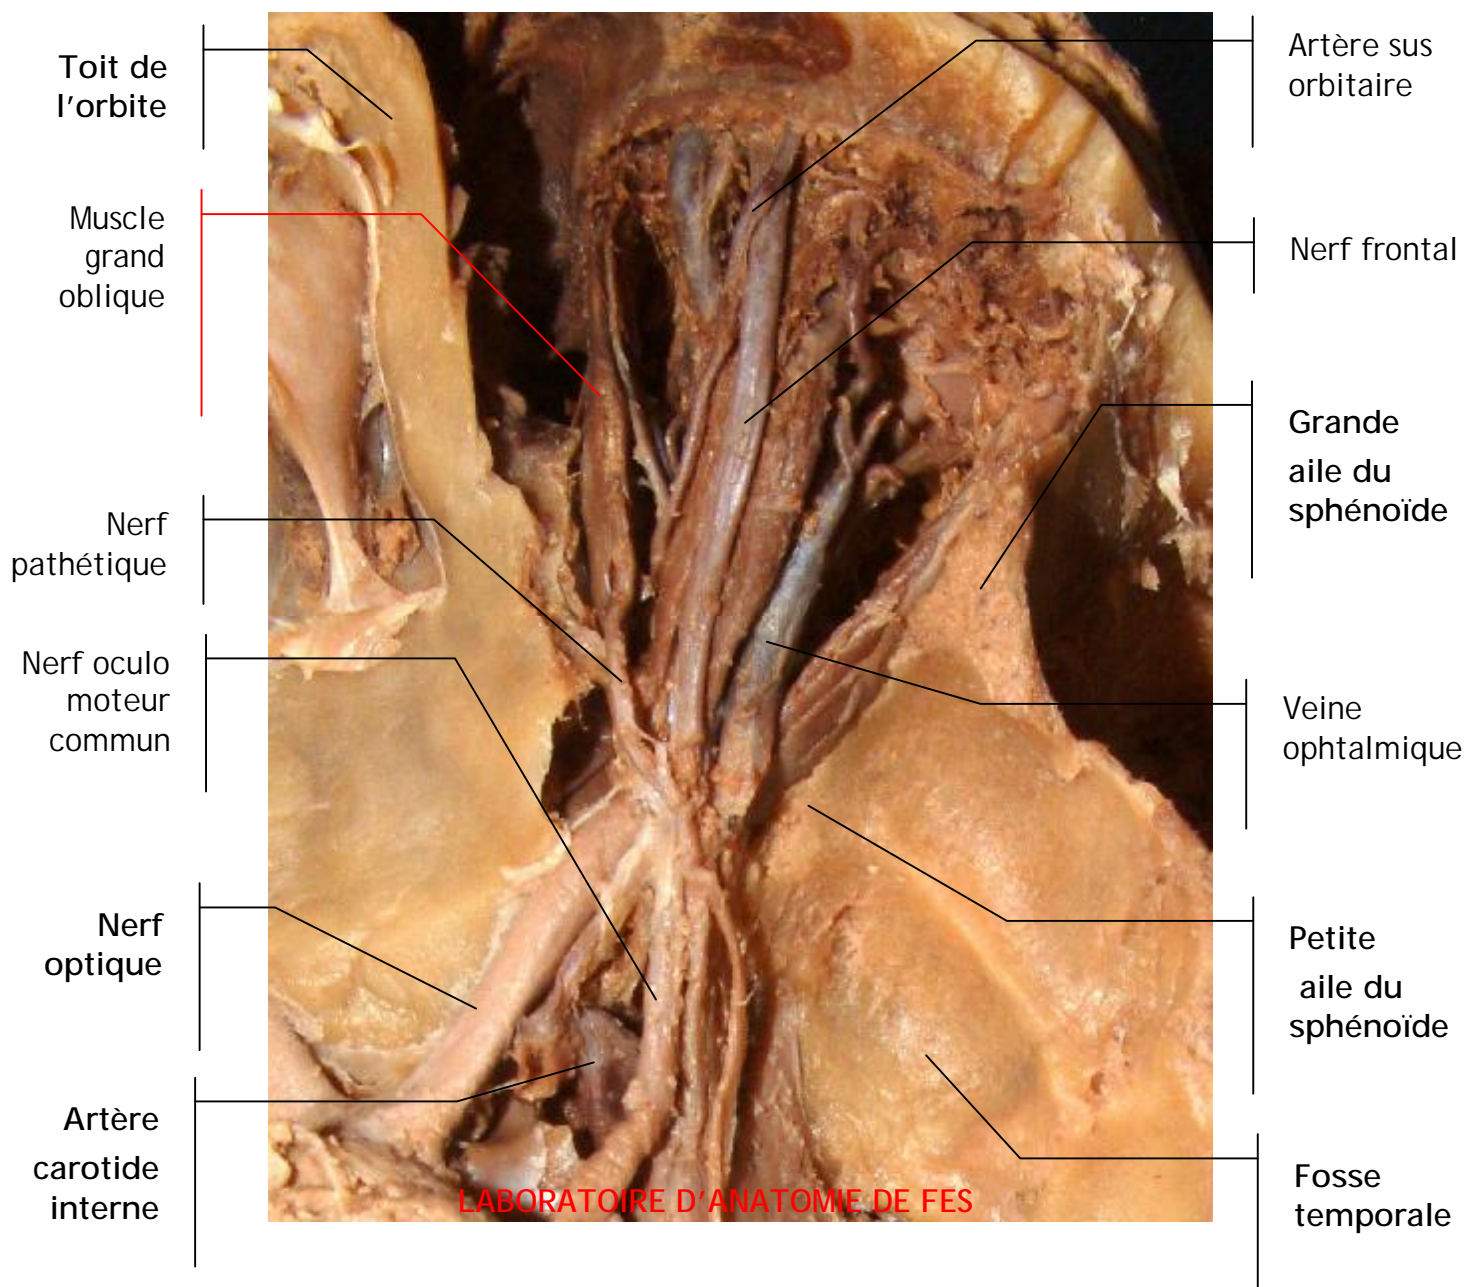 Toit de
l'orbite
Muscle
grand
oblique
Nerf
pathétique
Nerf oculo
moteur
commun
Nerf
optique
Artère
carotide
interne
Artère sus
orbitaire
Nerf frontal
Grande
aile du
sphénoïde
Veine
ophtalmique
Petite
aile du
sphénoïde
Fosse
temporale
LABORATOIRE D'ANATOMIE DE FES